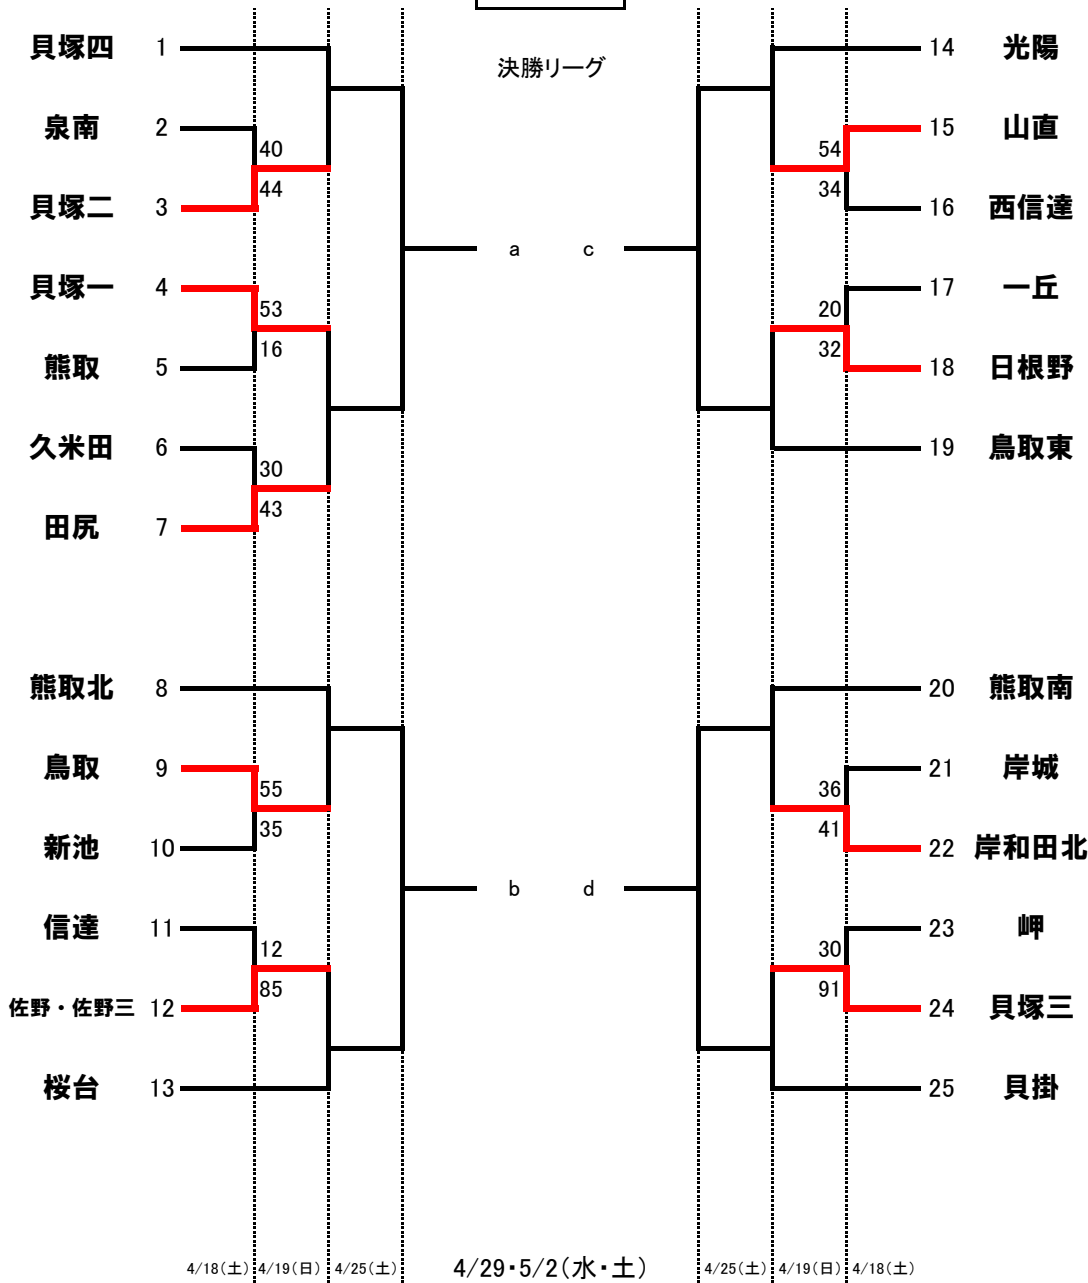 決勝リーグ
貝塚四 1
泉南 2
40
44
貝塚二 3
貝塚一 4
53
16
熊取 5
久米田 6
30
43
田尻 7
a
熊取北 8
鳥取 9
55
35
新池 10
信達 11
12
85
佐野・佐野三 12
桜台 13
b
14 光陽
15 山直
54
34
16 西信達
17 一丘
20
32
18 日根野
19 鳥取東
c
20 熊取南
21 岸城
36
41
22 岸和田北
23 岬
30
91
24 貝塚三
25 貝掛
d
4/18(土) 4/19(日) 4/25(土) 4/29・5/2(水・土) 4/25(土) 4/19(日) 4/18(土)